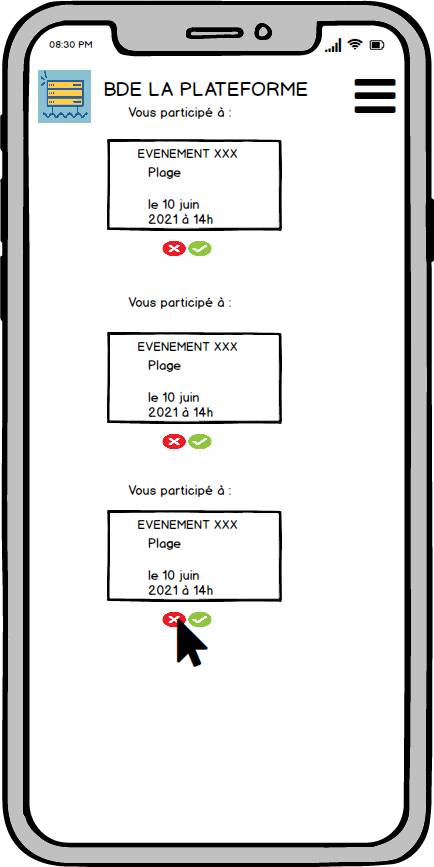 08:30 PM
BDE LA PLATEFORME
Vous participé à :
EVENEMENT XXX
Plage
le 10 juin
2021 à 14h
Vous participé à :
EVENEMENT XXX
Plage
le 10 juin
2021 à 14h
Vous participé à :
EVENEMENT XXX
Plage
le 10 juin
2021 à 14h